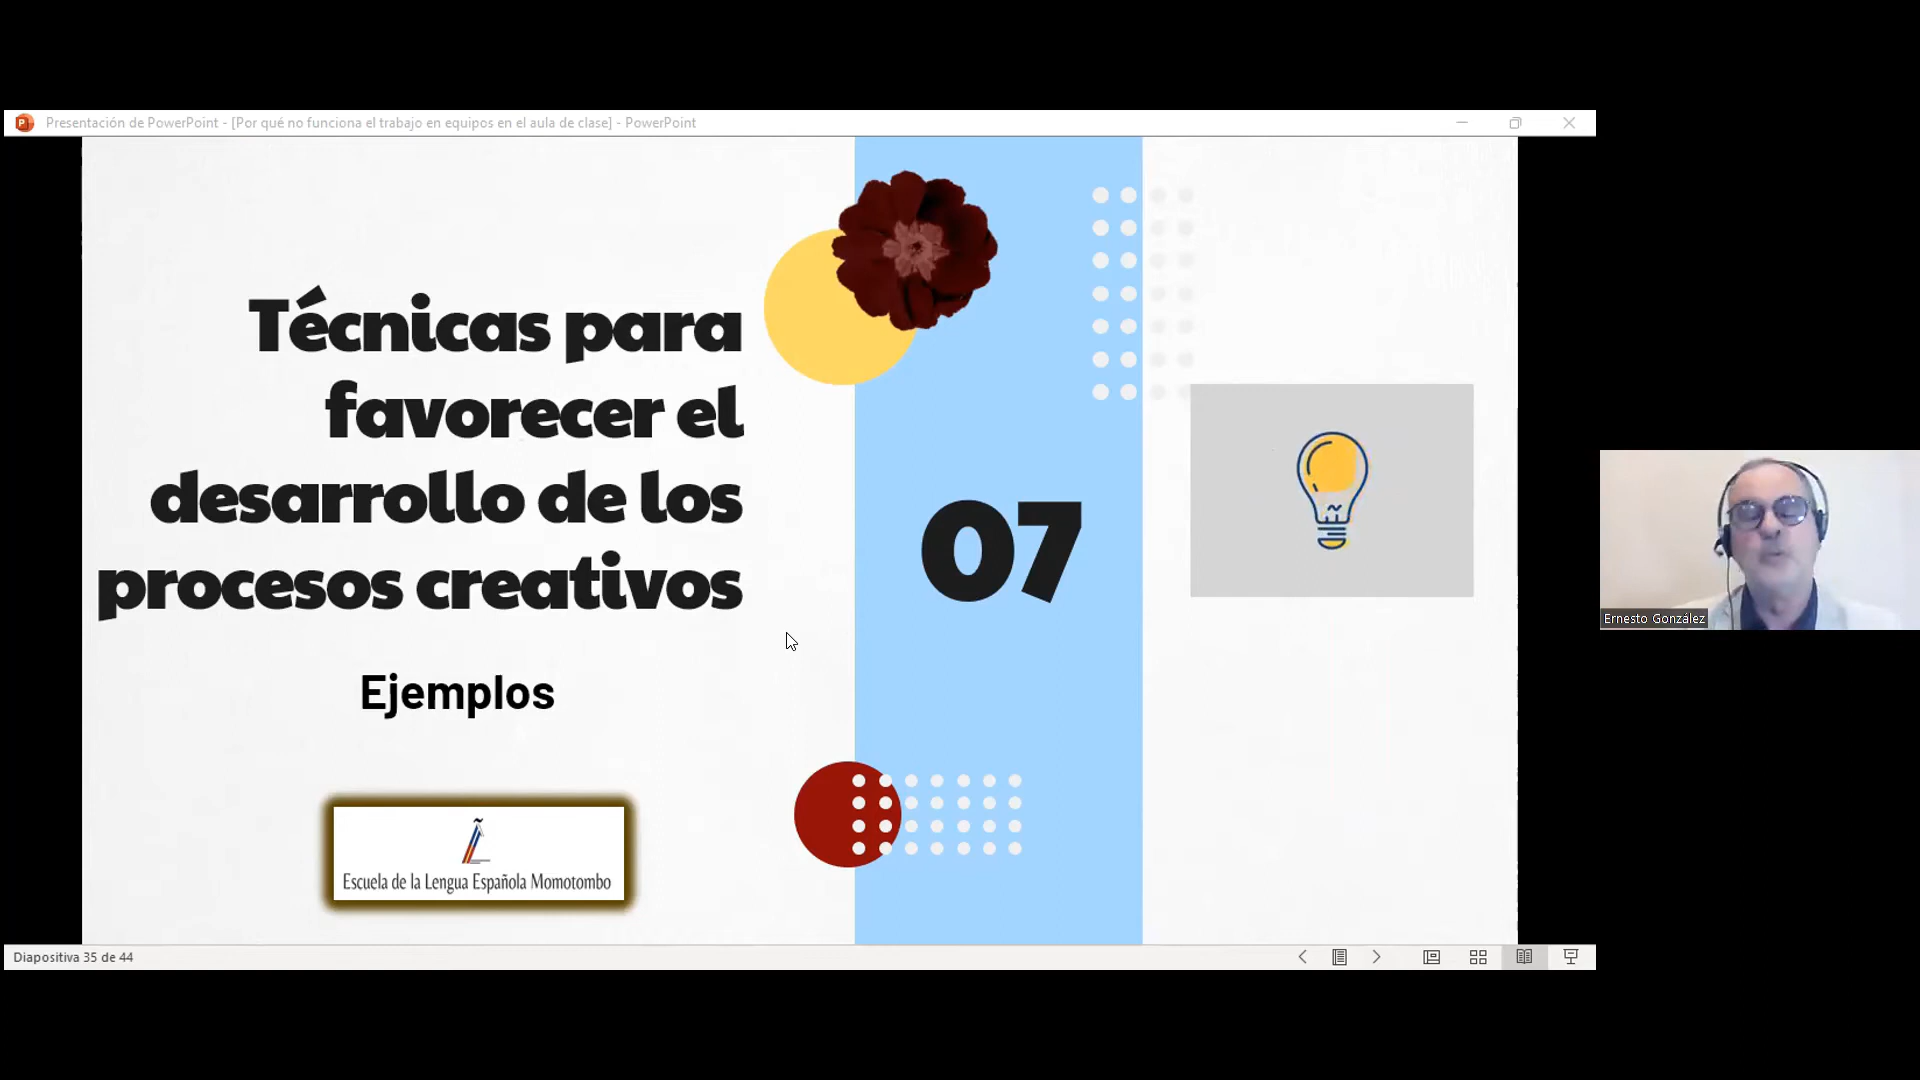 Presentación de PowerPoint - [Por qué no funciona el trabajo en equipos en el aula de clase] - PowerPoint
Técnicas para
favorecer el
desarrollo de los
procesos creativos
07
Ejemplos
Ñ
Escuela de la Lengua Española Momotombo
Ernesto González
Diapositiva 35 de 44